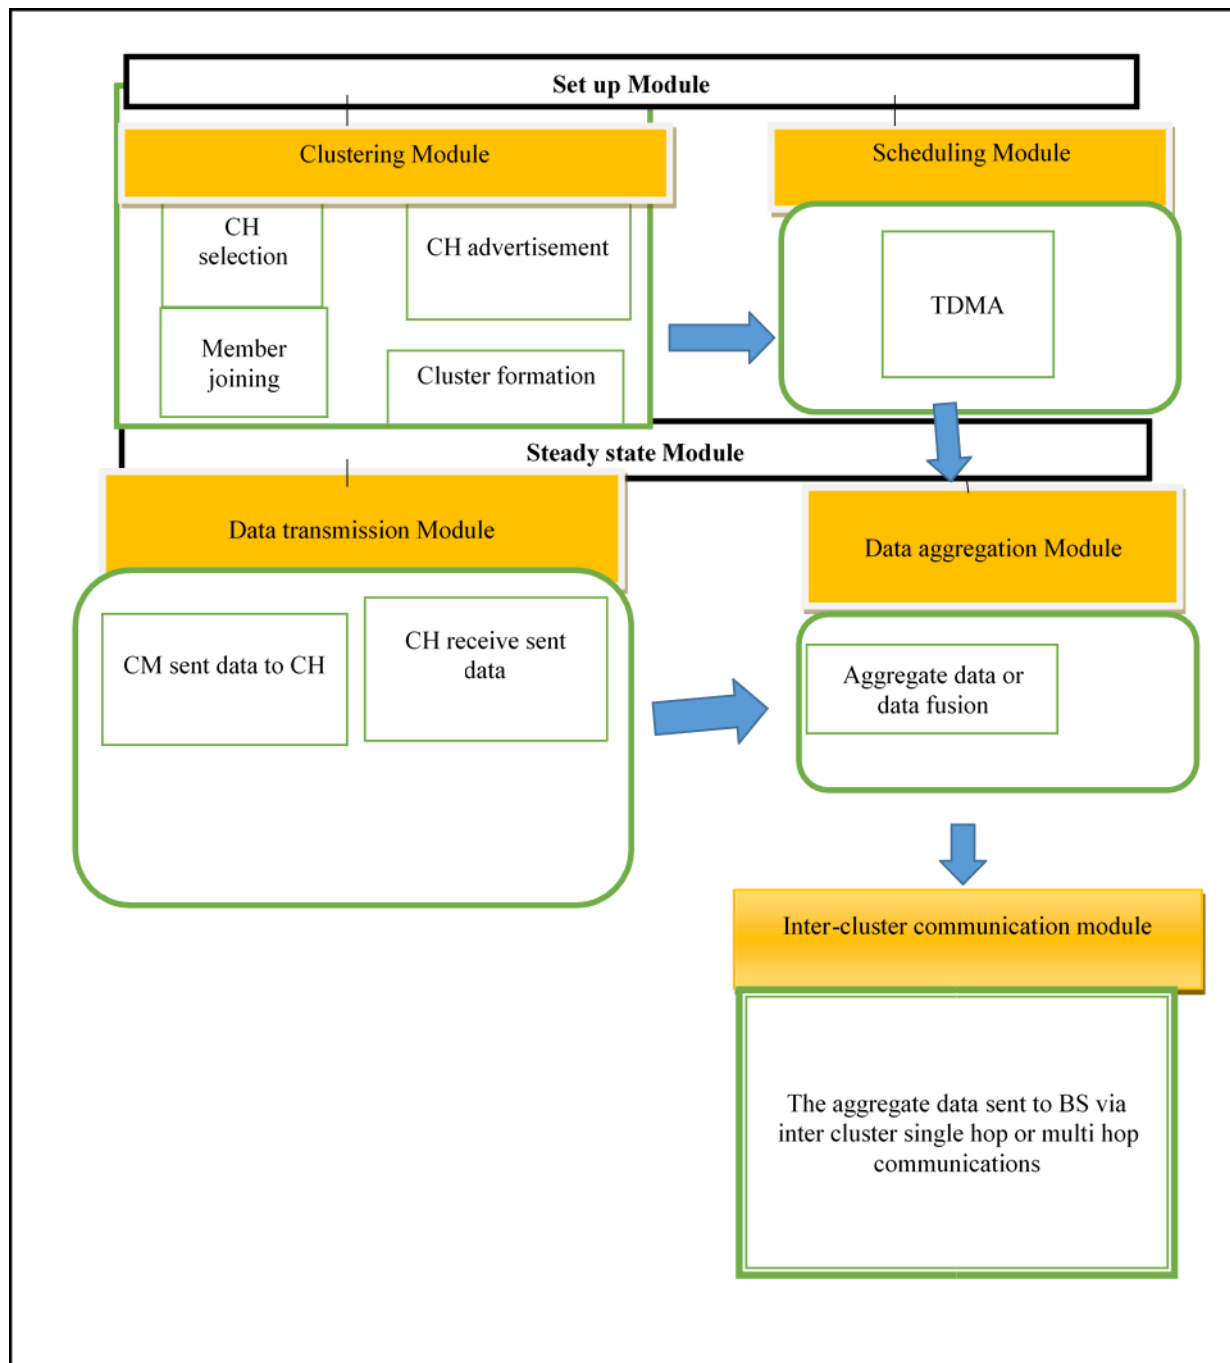 Set up Module
Clustering Module
Scheduling Module
CH
selection
CH advertisement
Member
joining
Cluster formation
TDMA
Steady state Module
Data transmission Module
Data aggregation Module
CM sent data to CH
CH receive sent
data
Aggregate data or
data fusion
Inter-cluster communication module
The aggregate data sent to BS via
inter cluster single hop or multi hop
communications